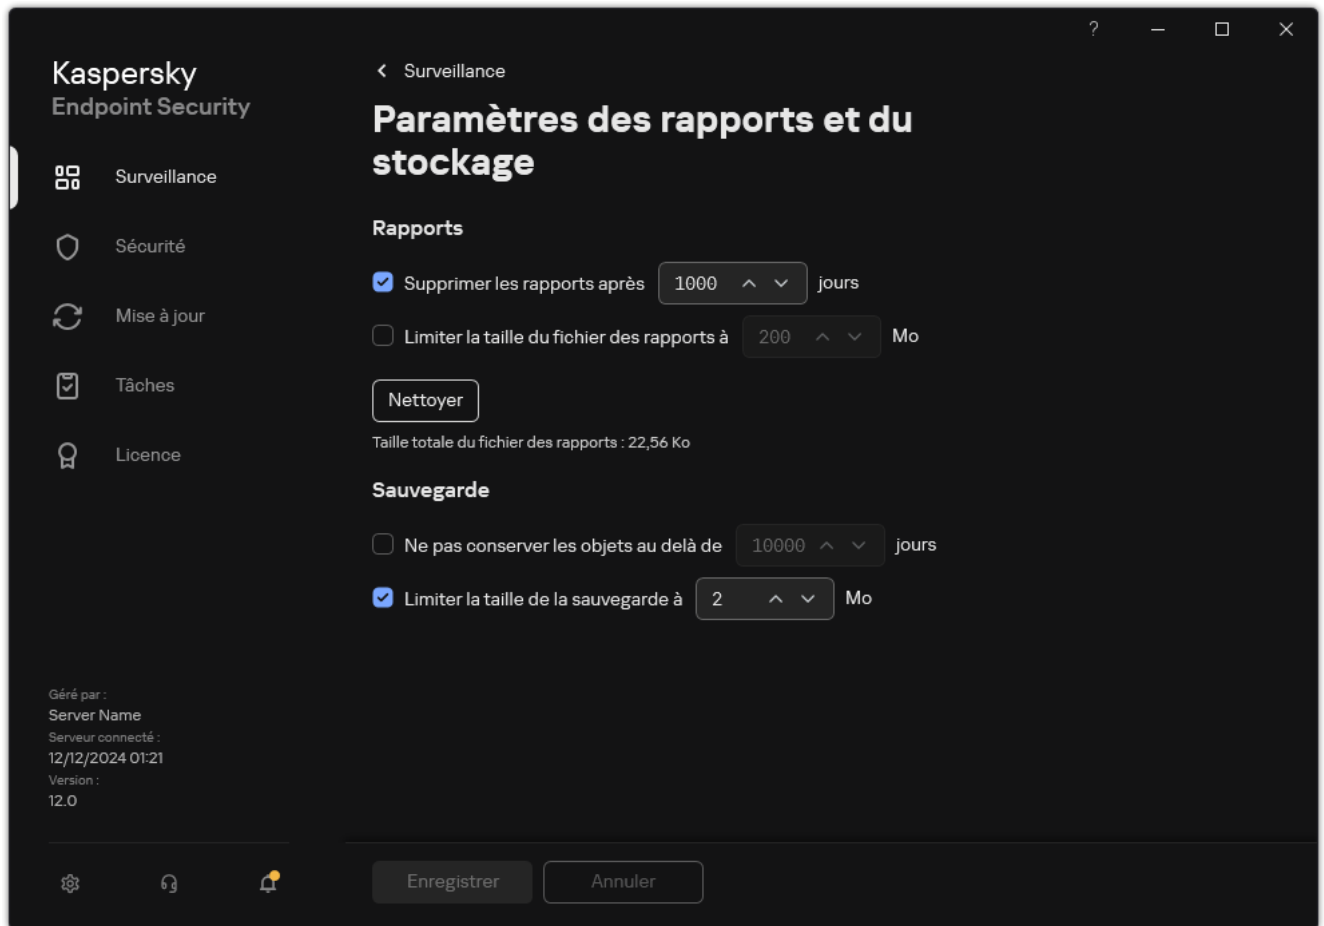 ?
Kaspersky
Endpoint Security
Surveillance
Sécurité
Mise à jour
Tâches
Licence
Géré par :
Server Name
Serveur connecté :
12/12/2024 01:21
Version :
12.0
Surveillance
Paramètres des rapports et du
stockage
Rapports
Supprimer les rapports après 1000 jours
Limiter la taille du fichier des rapports à 200 Mo
Nettoyer
Taille totale du fichier des rapports : 22,56 Ko
Sauvegarde
Ne pas conserver les objets au delà de 10000 jours
Limiter la taille de la sauvegarde à 2 Mo
Enregistrer Annuler